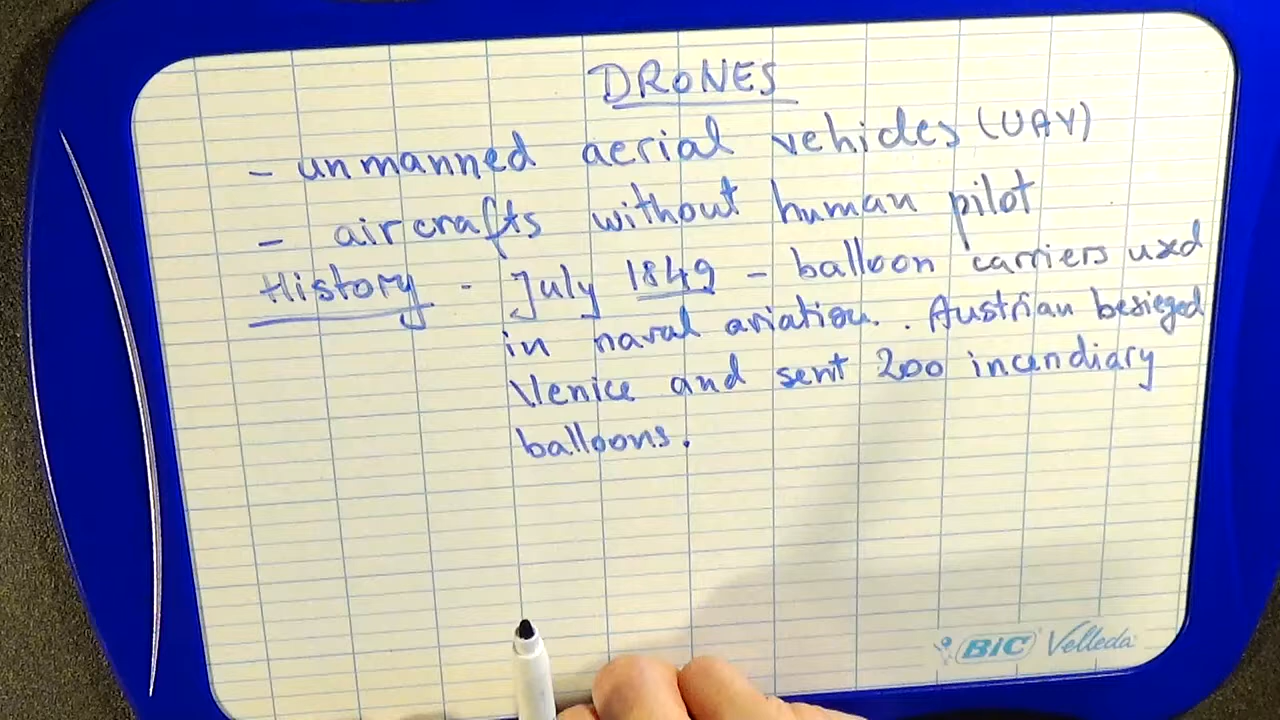 DRONES
- unmanned aerial vehicles (UAV)
- aircrafts without human pilot
History - July 1849 - balloon carriers used
in naval aviation. . Austrian besieged
Venice and sent 200 incendiary
balloons.
BIC Velleda